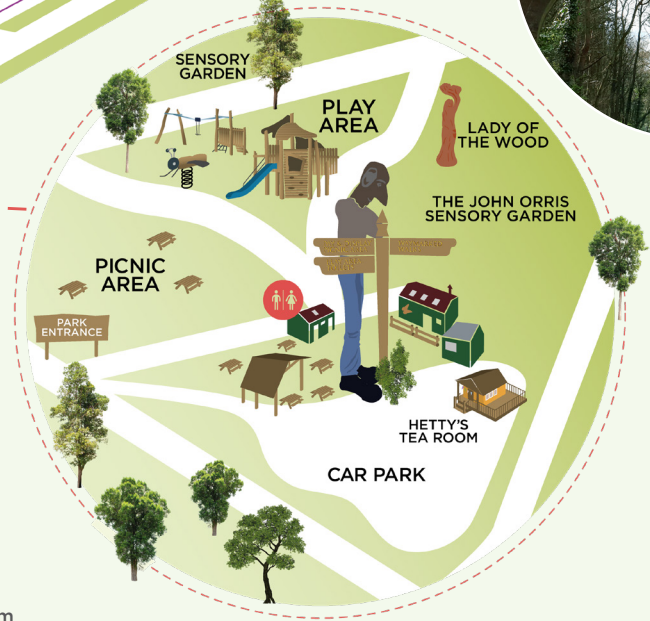 SENSORY
GARDEN
PLAY
AREA
LADY OF
THE WOOD
THE JOHN ORRIS
SENSORY GARDEN
PICNIC
AREA
PARK
ENTRANCE
HETTY'S
TEA ROOM
CAR PARK
m